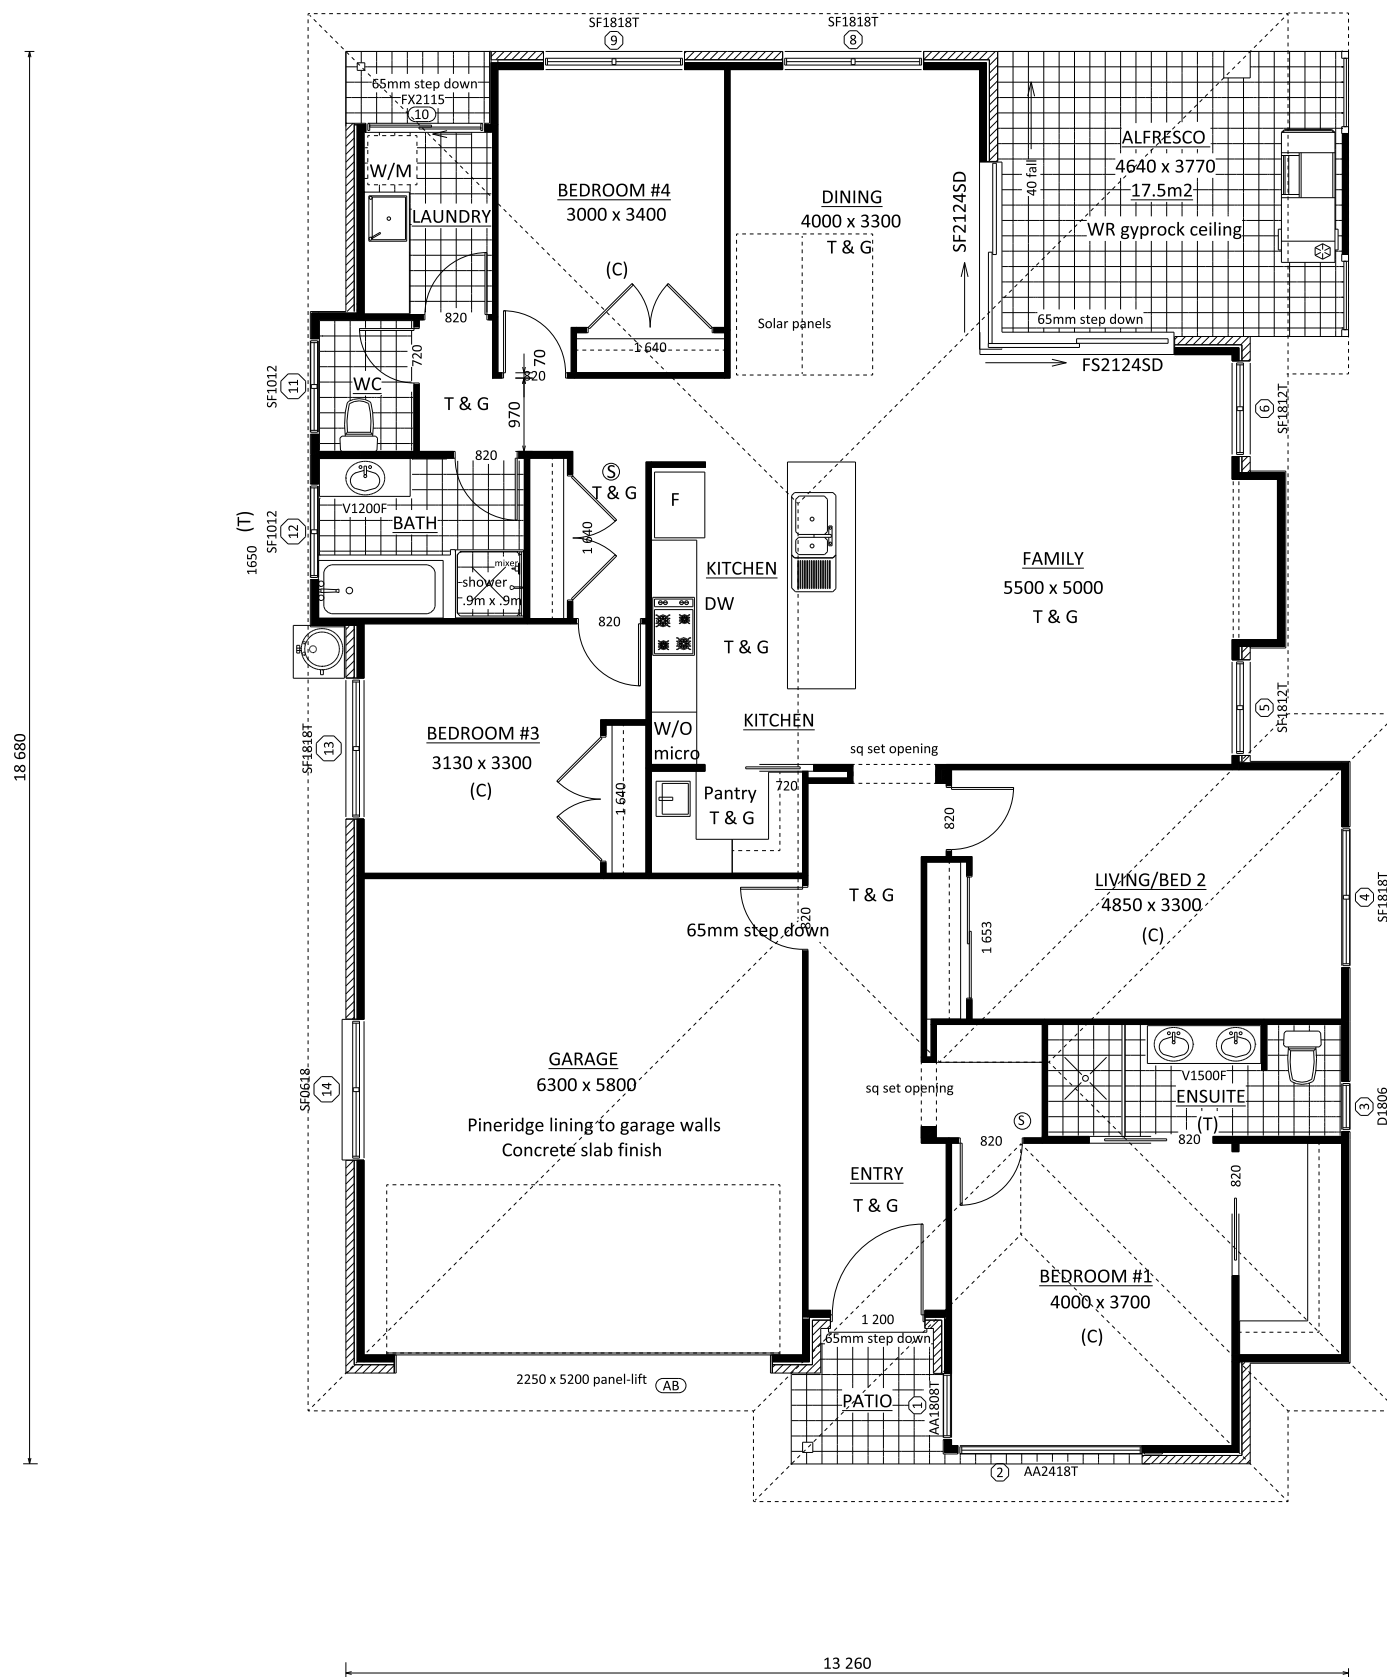 SF1818T
9
SF1818T
8
65mm step down
FX2115
10
W/M
LAUNDRY
820
BEDROOM #4
3000 x 3400
(C)
1 640
DINING
4000 x 3300
T & G
Solar panels
SF2124SD
ALFRESCO
4640 x 3770
17.5m2
WR gyprock ceiling
40 fall
65mm step down
FS2124SD
SF1012
11
WC
720
T & G
70
820
970
6
SF1812T
820
V1200F
BATH
(T)
1650
SF1012
12
mixer
shower
.9m x .9m
S
T & G
1 640
820
F
KITCHEN
DW
T & G
KITCHEN
W/O
micro
FAMILY
5500 x 5000
T & G
5
SF1812T
18 680
SF1818T
13
BEDROOM #3
3130 x 3300
(C)
1 640
Pantry
T & G
720
sq set opening
820
LIVING/BED 2
4850 x 3300
(C)
4
SF1818T
T & G
820
65mm step down
1 653
GARAGE
6300 x 5800
Pineridge lining to garage walls
Concrete slab finish
SF0618
14
sq set opening
S
820
V1500F
ENSUITE
(T)
820
3
D1806
820
ENTRY
T & G
BEDROOM #1
4000 x 3700
(C)
1 200
65mm step down
2250 x 5200 panel-lift
AB
PATIO
1
AA1808T
2
AA2418T
13 260